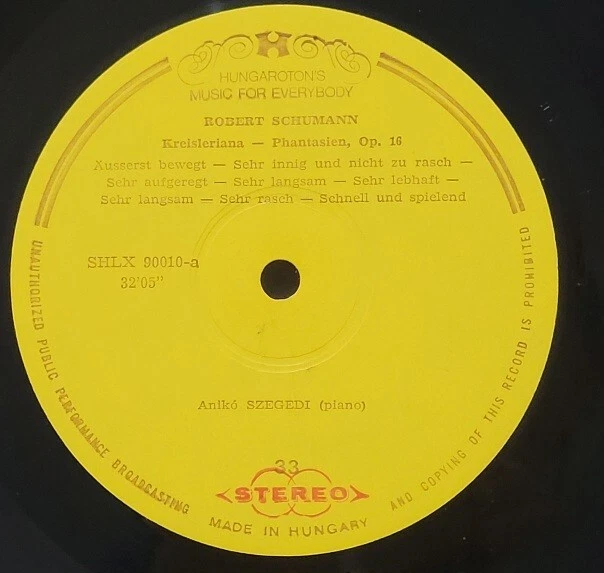 HUNGAROTON'S
MUSIC FOR EVERYBODY
ROBERT SCHUMANN
Kreisleriana — Phantasien, Op. 16
Äusserst bewegt — Sehr innig und nicht zu rasch —
Sehr aufgeregt — Sehr langsam — Sehr lebhaft —
Sehr langsam — Sehr rasch — Schnell und spielend
SHLX 90010-a
32'05"
Anikó SZEGEDI (piano)
33
STEREO
MADE IN HUNGARY
UNAUTHORIZED PUBLIC PERFORMANCE BROADCASTING
AND COPYING OF THIS RECORD IS PROHIBITED